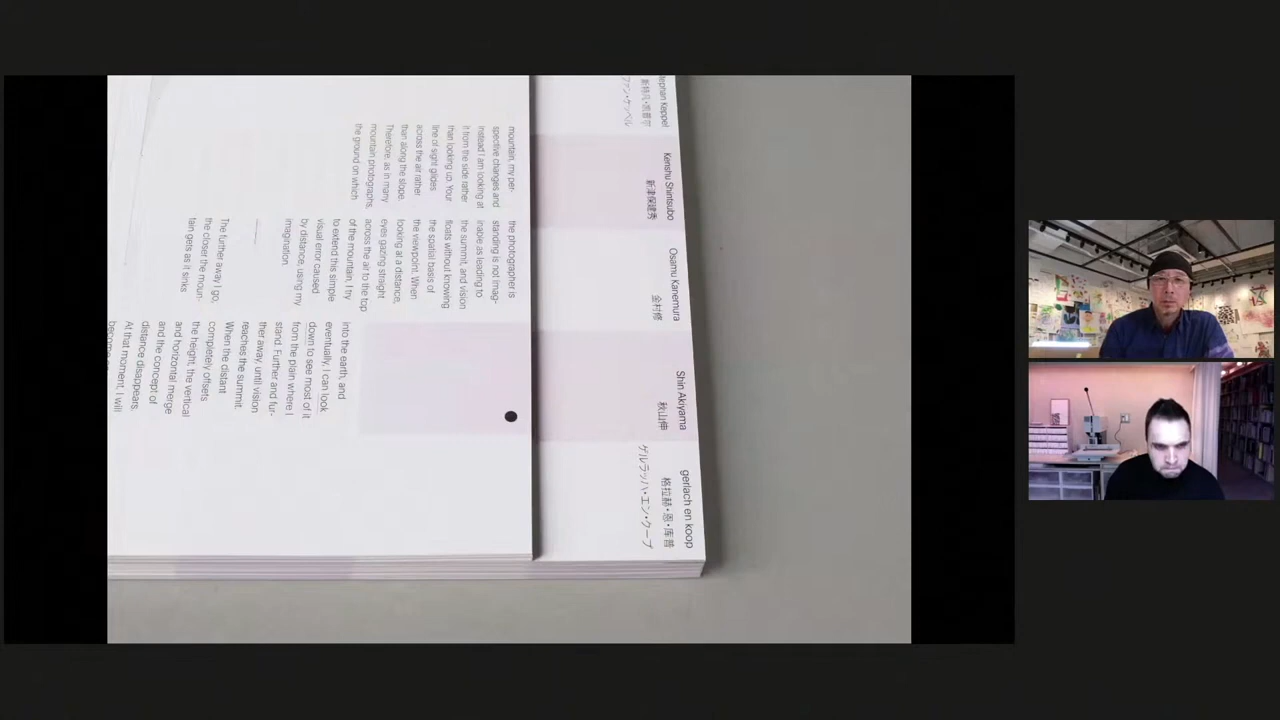 tephan Keppel
Kenshu Shintsubo
新津保建秀
Osamu Kanemura
金村修
Shin Akiyama
秋山伸
gerlach en koop
格拉赫・恩・库普
ゲルラッハ・エン・クープ
mountain, my per-
spective changes and
instead I am looking at
it from the side rather
than looking up. Your
line of sight glides
across the air rather
than along the slope.
Therefore, as in many
mountain photographs,
the ground on which
the photographer is
standing is not imag-
inable as leading to
the summit, and vision
floats without knowing
the spatial basis of
the viewpoint. When
looking at a distance,
eyes gazing straight
across the air to the top
of the mountain, I try
to extend this simple
visual error caused
by distance, using my
imagination.
The further away I go,
the closer the moun-
tain gets as it sinks
into the earth, and
eventually, I can look
down to see most of it
from the plain where I
stand. Further and fur-
ther away, until vision
reaches the summit.
When the distant
completely offsets
the height, the vertical
and horizontal merge
and the concept of
distance disappears.
At that moment, I will